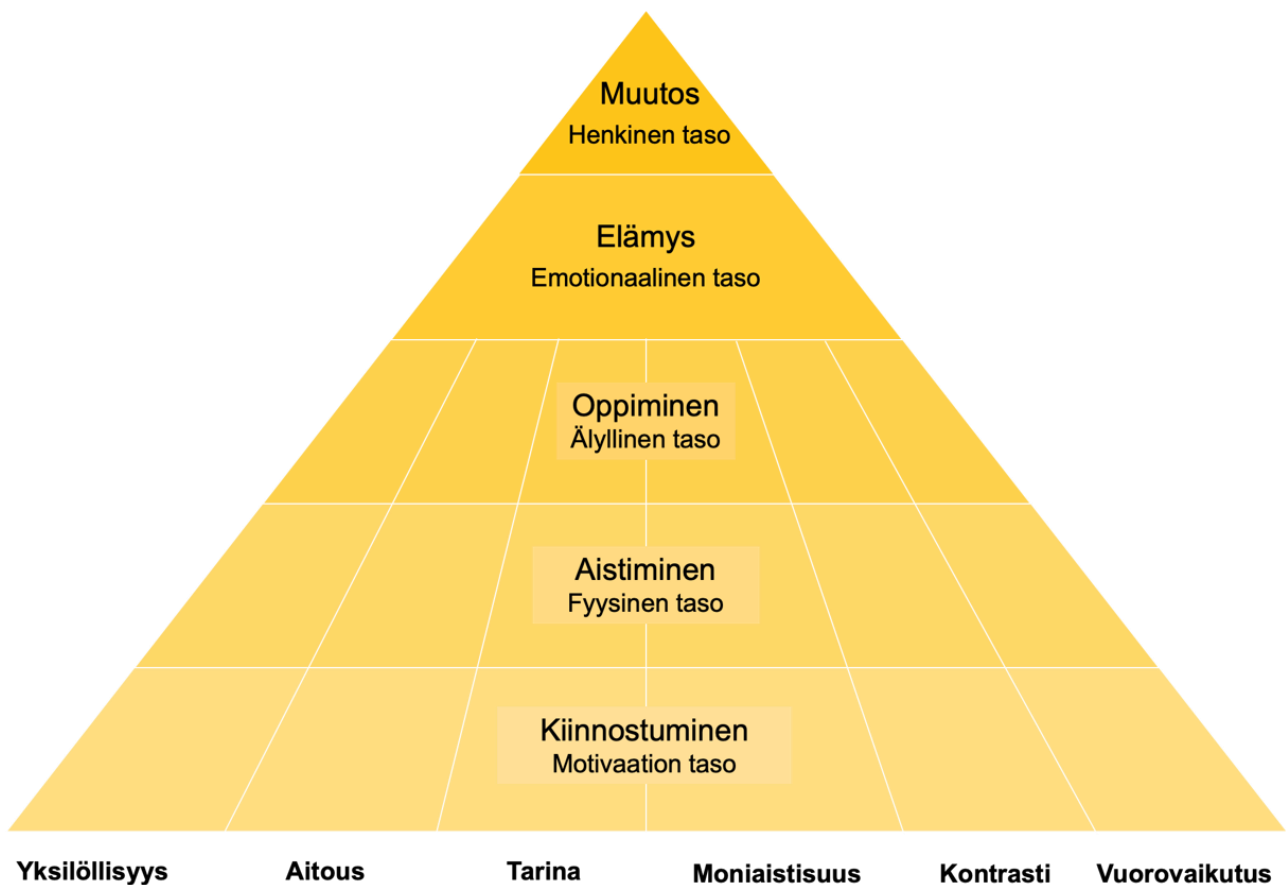 Muutos
Henkinen taso
Elämys
Emotionaalinen taso
Oppiminen
Älyllinen taso
Aistiminen
Fyysinen taso
Kiinnostuminen
Motivaation taso
Yksilöllisyys Aitous Tarina Moniaistisuus Kontrasti Vuorovaikutus